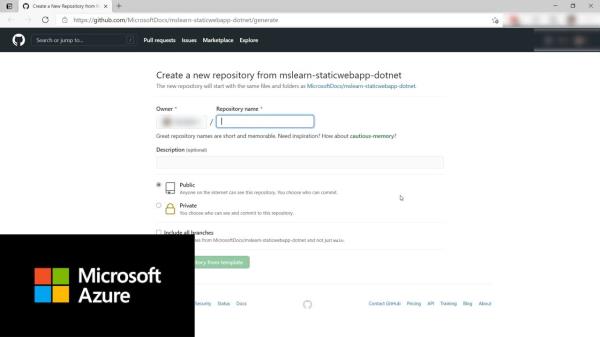 Create a New Repository from
https://github.com/MicrosoftDocs/mslearn-staticwebapp-dotnet/generate
Search or jump to... / Pull requests Issues Marketplace Explore
Create a new repository from mslearn-staticwebapp-dotnet
The new repository will start with the same files and folders as MicrosoftDocs/mslearn-staticwebapp-dotnet.
Owner * Repository name *
/
Great repository names are short and memorable. Need inspiration? How about cautious-memory?
Description (optional)
Public
Anyone on the internet can see this repository. You choose who can commit.
Private
You choose who can see and commit to this repository.
Include all branches
from MicrosoftDocs/mslearn-staticwebapp-dotnet and not just main.
from template
Microsoft
Azure
Security Status Docs Contact GitHub Pricing API Training Blog About